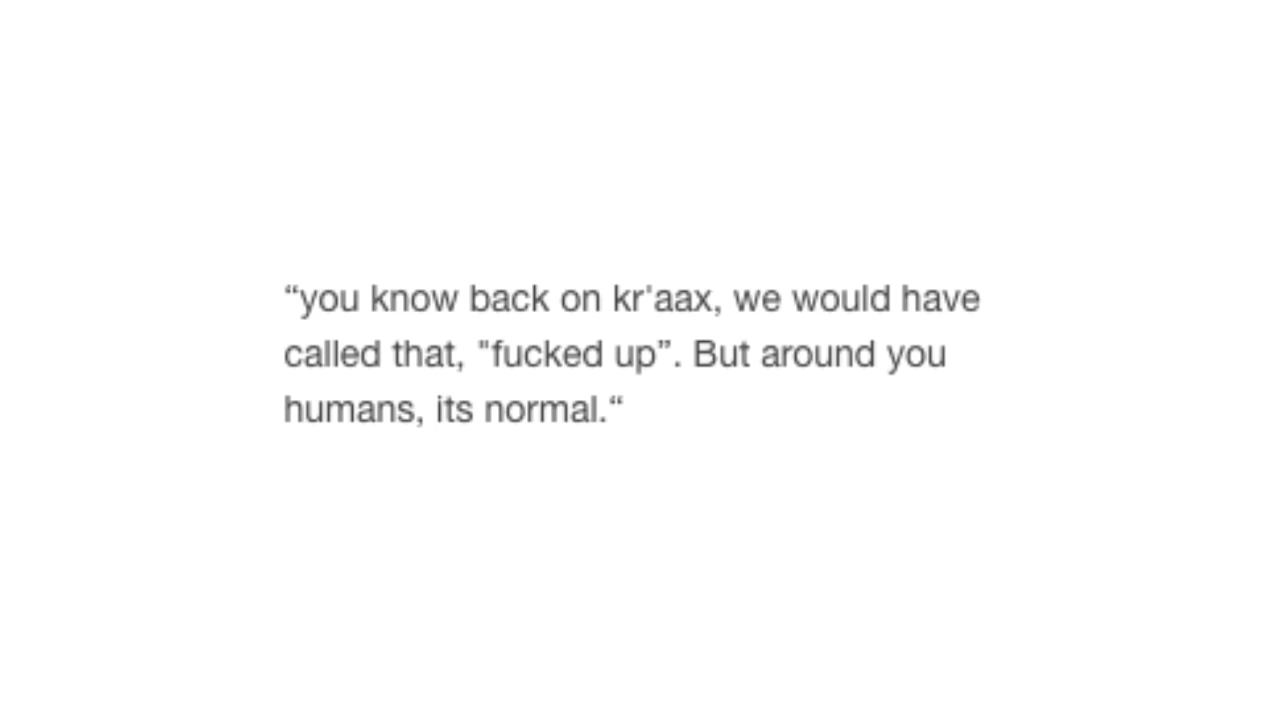 “you know back on kr'aax, we would have
called that, "fucked up”. But around you
humans, its normal.“